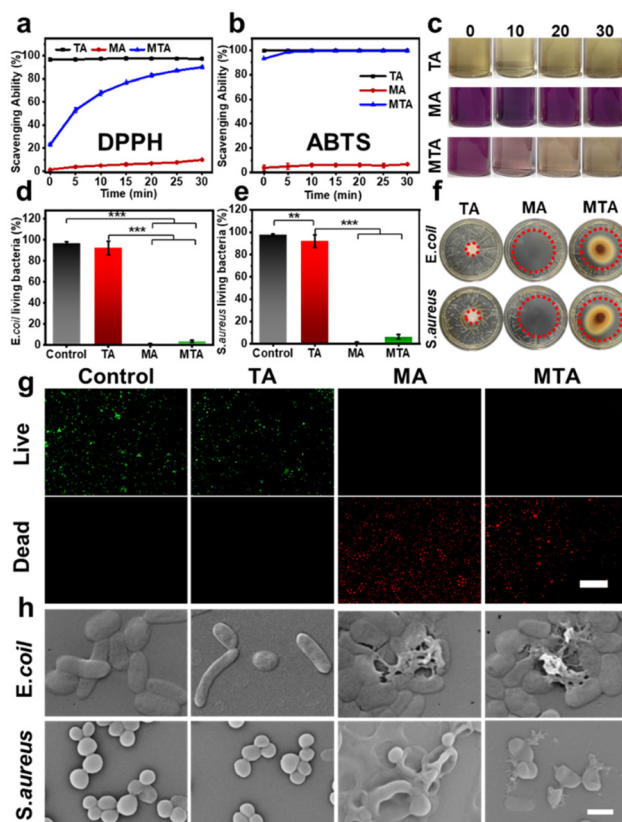 a
TA MA MTA
Scavenging Ability (%)
100
80
60
40
20
0
DPPH
0 5 10 15 20 25 30
Time (min)
b
Scavenging Ability (%)
100
80
60
40
20
0
TA
MA
MTA
ABTS
0 5 10 15 20 25 30
Time (min)
c
0 10 20 30
TA
MA
MTA
d
E.coil living bacteria (%)
120
100
80
60
40
20
0
***
***
Control TA MA MTA
e
S.aureus living bacteria (%)
120
100
80
60
40
20
0
**
***
Control TA MA MTA
f
TA MA MTA
E.coil
S.aureus
g
Control TA MA MTA
Live
Dead
h
E.coil
S.aureus